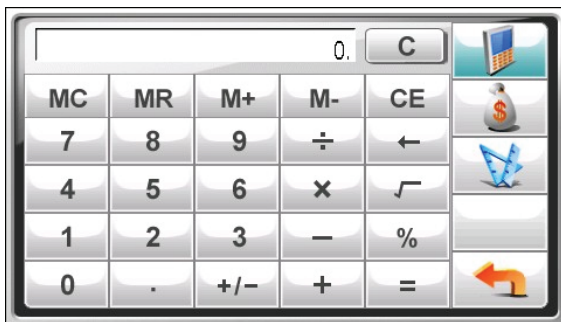 0. C
MC MR M+ M- CE
7 8 9 ÷ ←
4 5 6 × √
1 2 3 – %
0 . +/– + =
$